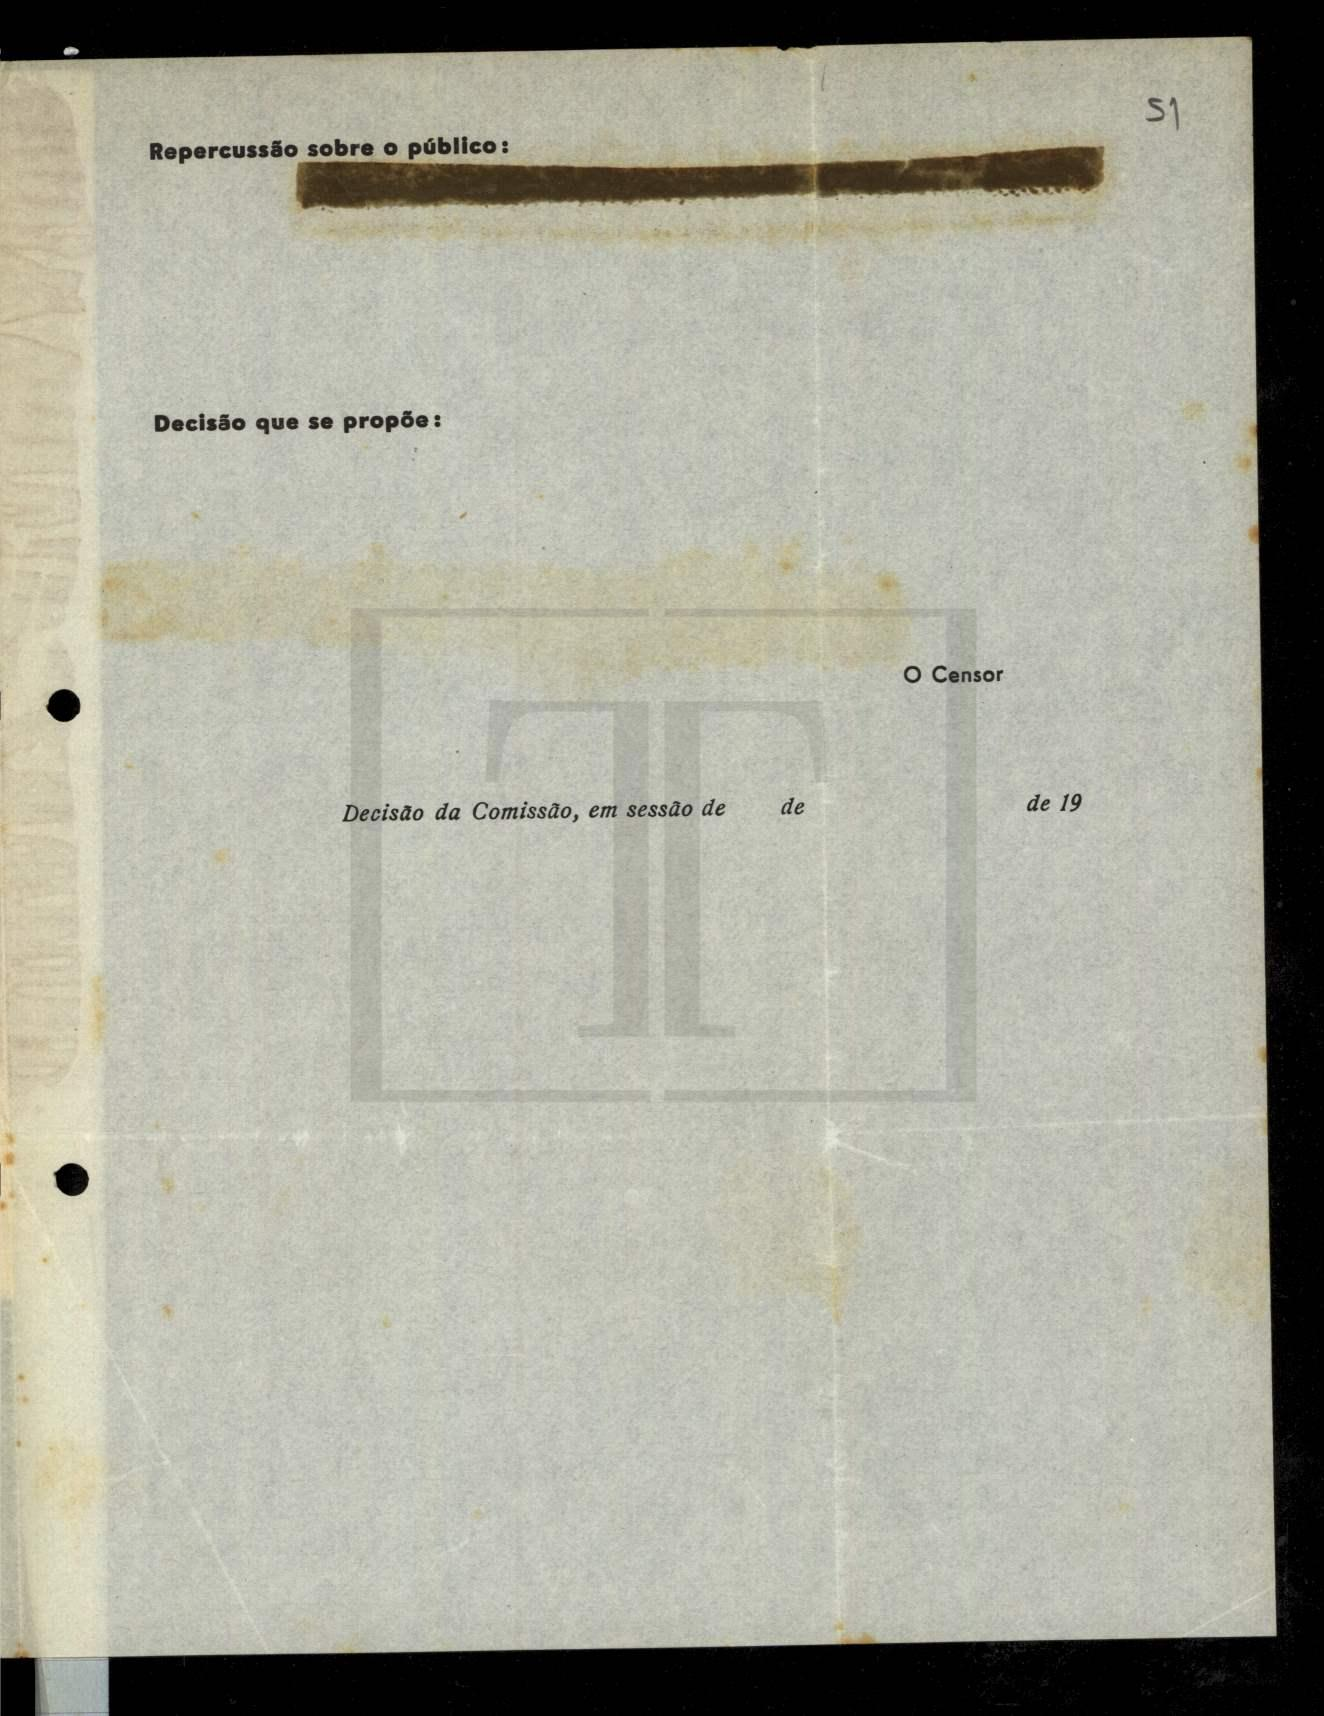 51
Repercussão sobre o público:
Decisão que se propõe:
O Censor
Decisão da Comissão, em sessão de de de 19